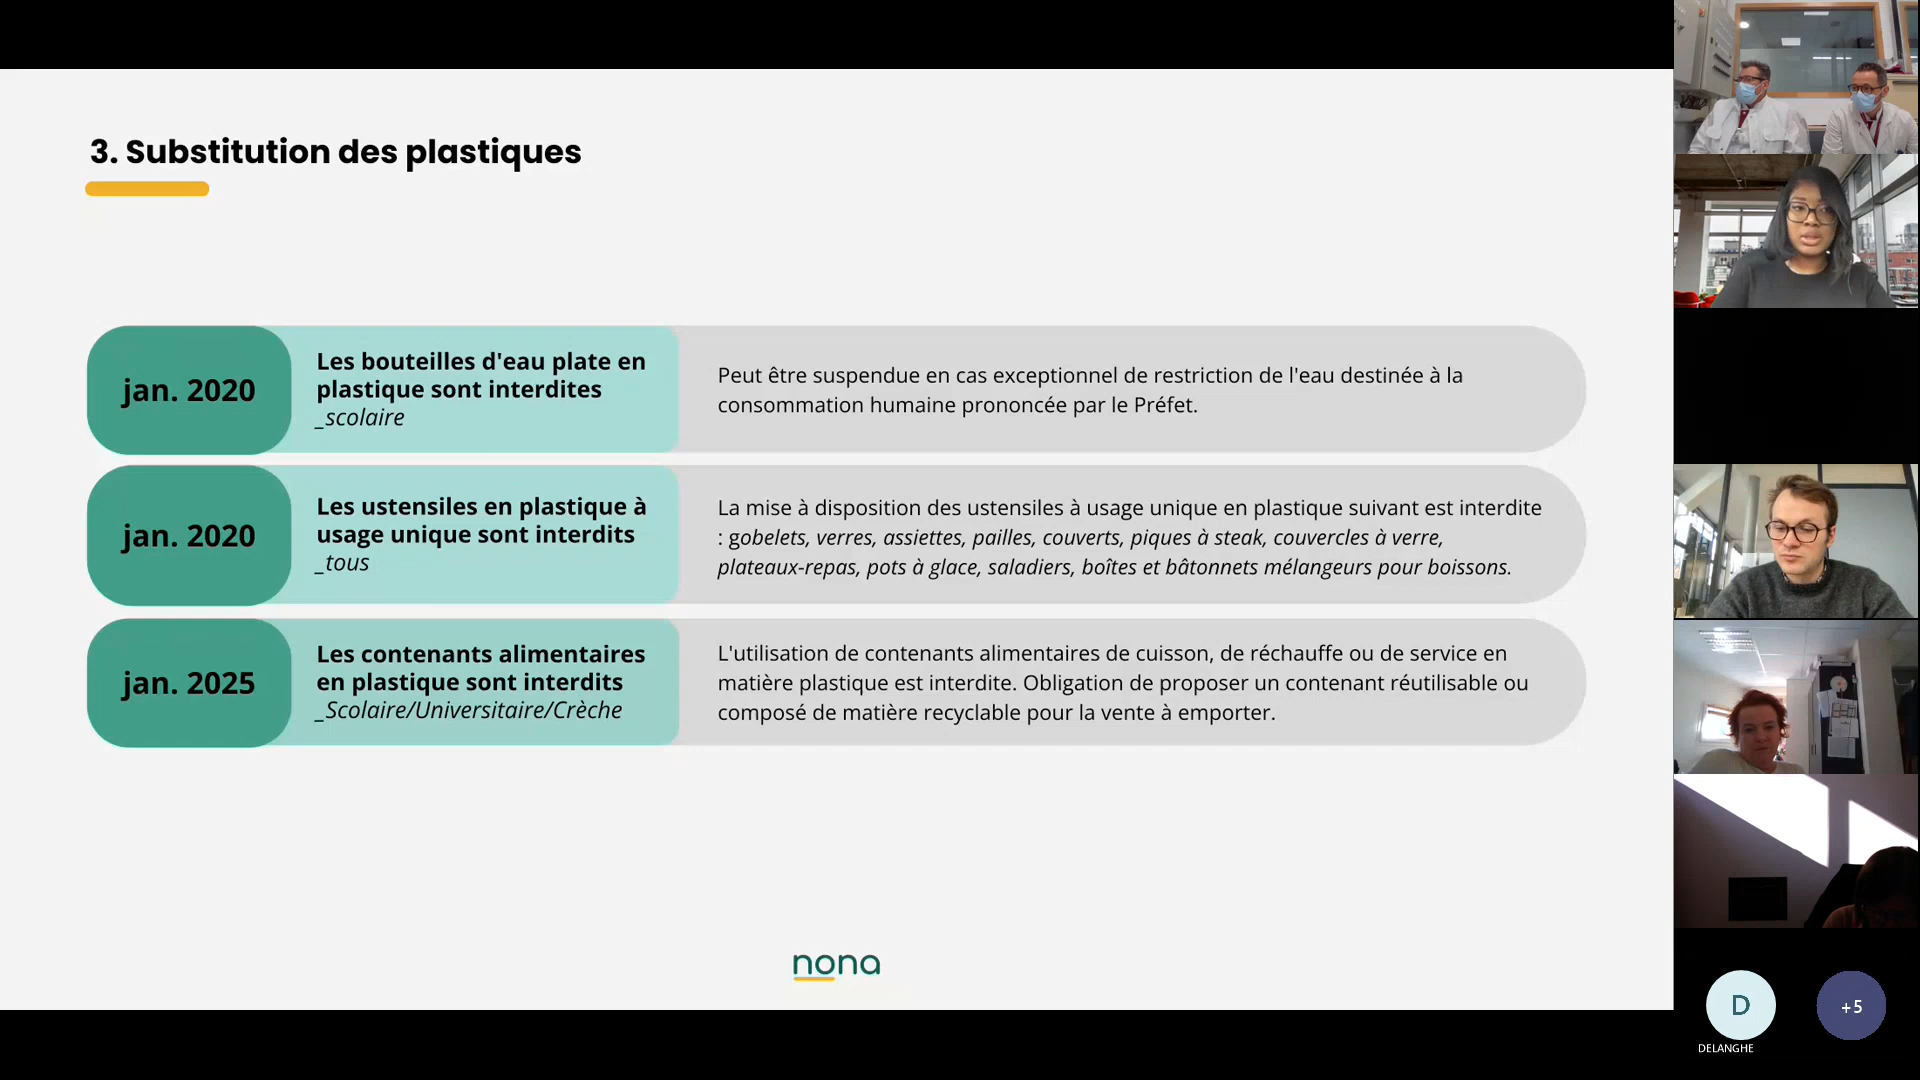 3. Substitution des plastiques
jan. 2020
Les bouteilles d'eau plate en
plastique sont interdites
_scolaire
Peut être suspendue en cas exceptionnel de restriction de l'eau destinée à la
consommation humaine prononcée par le Préfet.
jan. 2020
Les ustensiles en plastique à
usage unique sont interdits
_tous
La mise à disposition des ustensiles à usage unique en plastique suivant est interdite
: gobelets, verres, assiettes, pailles, couverts, piques à steak, couvercles à verre,
plateaux-repas, pots à glace, saladiers, boîtes et bâtonnets mélangeurs pour boissons.
jan. 2025
Les contenants alimentaires
en plastique sont interdits
_Scolaire/Universitaire/Crèche
L'utilisation de contenants alimentaires de cuisson, de réchauffe ou de service en
matière plastique est interdite. Obligation de proposer un contenant réutilisable ou
composé de matière recyclable pour la vente à emporter.
nona
D
+5
DELANGHE